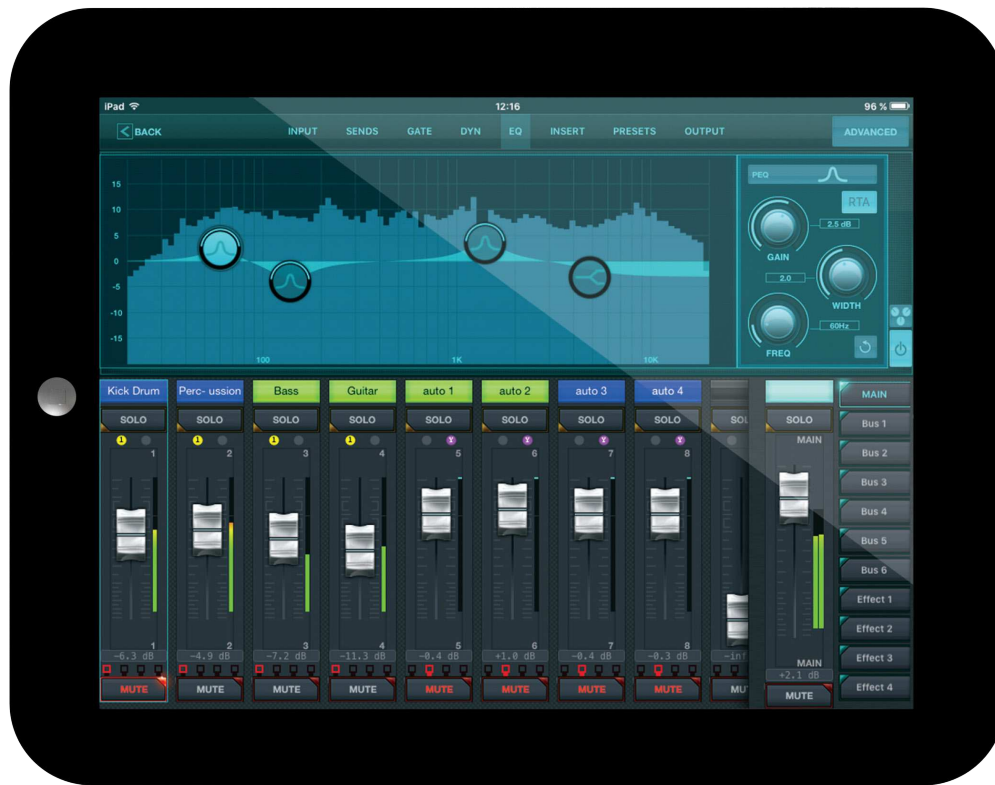 iPad 12:16 96 %
BACK INPUT SENDS GATE DYN EQ INSERT PRESETS OUTPUT ADVANCED
PEQ
RTA
15
10
5
0
-5
-10
-15
100 1K 10K
2.5 dB
GAIN
2.0
WIDTH
60Hz
FREQ
Kick Drum Perc- ussion Bass Guitar auto 1 auto 2 auto 3 auto 4
SOLO SOLO SOLO SOLO SOLO SOLO SOLO SOLO SOL SOLO
1 1 1 1 Y Y Y Y
1 2 3 4 5 6 7 8 MAIN
1 2 3 4 5 6 7 8 MAIN
-6.3 dB -4.9 dB -7.2 dB -11.3 dB -0.4 dB +1.0 dB -0.4 dB -0.3 dB -inf +2.1 dB
MUTE MUTE MUTE MUTE MUTE MUTE MUTE MUTE MU MUTE
MAIN
Bus 1
Bus 2
Bus 3
Bus 4
Bus 5
Bus 6
Effect 1
Effect 2
Effect 3
Effect 4